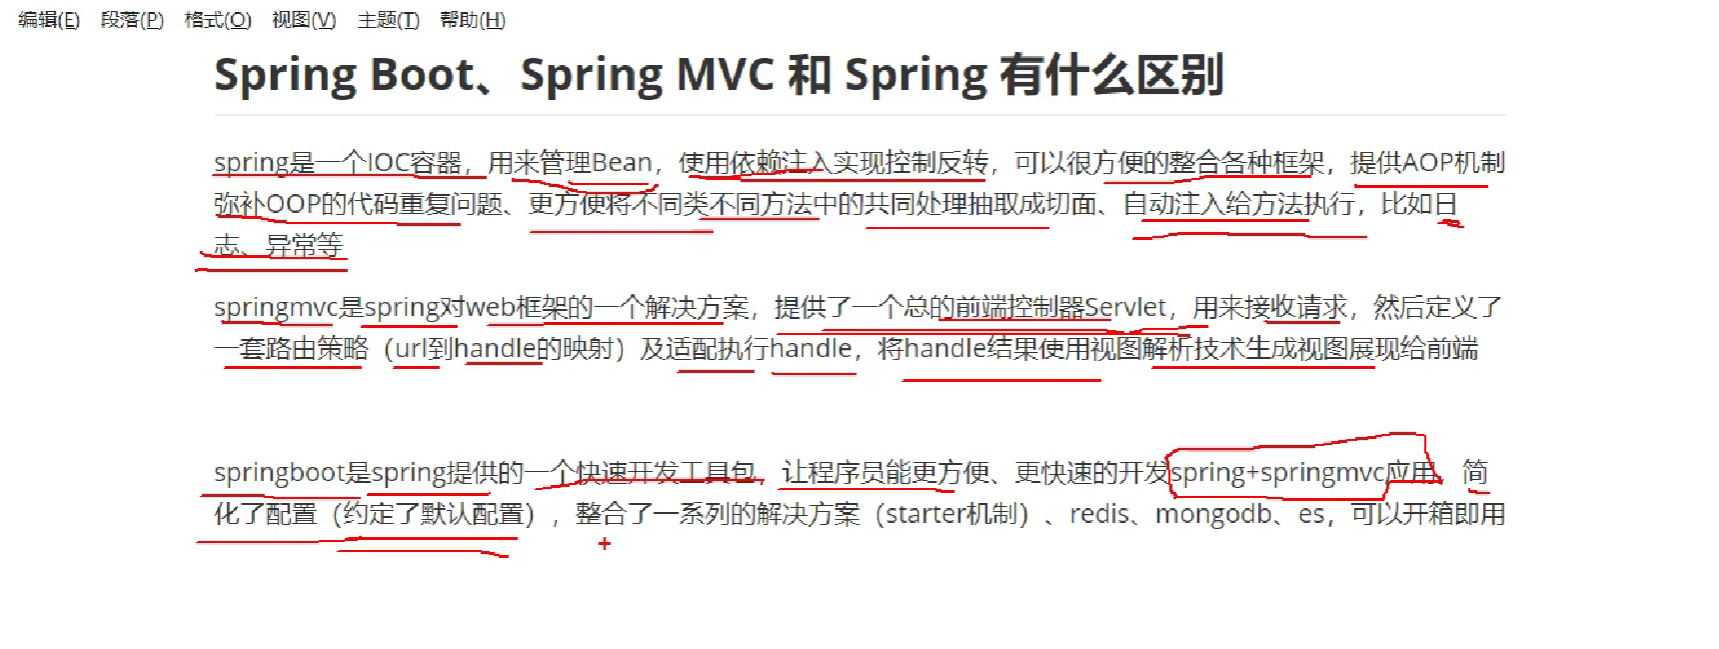 编辑(E) 段落(P) 格式(O) 视图(V) 主题(T) 帮助(H)
Spring Boot、Spring MVC 和 Spring 有什么区别
spring是一个IOC容器，用来管理Bean，使用依赖注入实现控制反转，可以很方便的整合各种框架，提供AOP机制
弥补OOP的代码重复问题、更方便将不同类不同方法中的共同处理抽取成切面、自动注入给方法执行，比如日
志、异常等
springmvc是spring对web框架的一个解决方案，提供了一个总的前端控制器Servlet，用来接收请求，然后定义了
一套路由策略（url到handle的映射）及适配执行handle，将handle结果使用视图解析技术生成视图展现给前端
springboot是spring提供的一个快速开发工具包，让程序员能更方便、更快速的开发spring+springmvc应用，简
化了配置（约定了默认配置），整合了一系列的解决方案（starter机制）、redis、mongodb、es，可以开箱即用